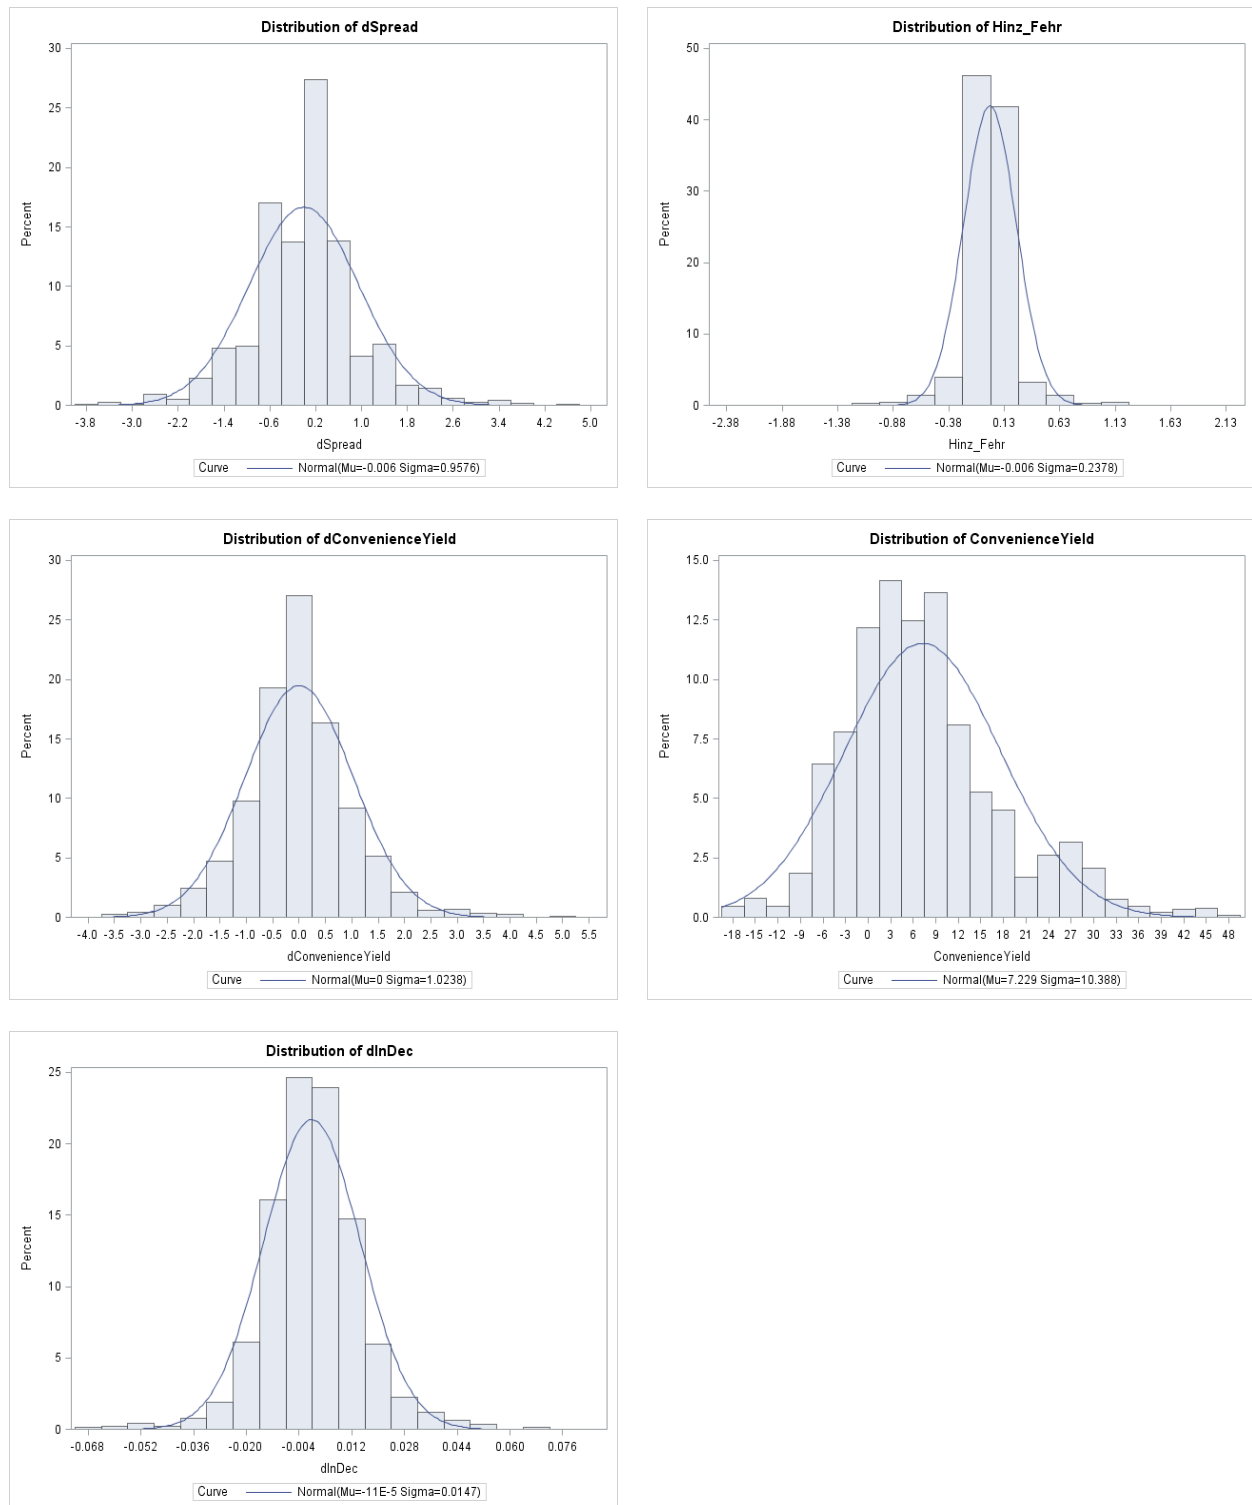 Distribution of dSpread
30
25
20
15
10
5
0
Percent
-3.8 -3.0 -2.2 -1.4 -0.6 0.2 1.0 1.8 2.6 3.4 4.2 5.0
dSpread
Curve Normal(Mu=-0.006 Sigma=0.9576)
Distribution of Hinz_Fehr
50
40
30
20
10
0
Percent
-2.38 -1.88 -1.38 -0.88 -0.38 0.13 0.63 1.13 1.63 2.13
Hinz_Fehr
Curve Normal(Mu=-0.006 Sigma=0.2378)
Distribution of dConvenienceYield
30
25
20
15
10
5
0
Percent
-4.0 -3.5 -3.0 -2.5 -2.0 -1.5 -1.0 -0.5 0.0 0.5 1.0 1.5 2.0 2.5 3.0 3.5 4.0 4.5 5.0 5.5
dConvenienceYield
Curve Normal(Mu=0 Sigma=1.0238)
Distribution of ConvenienceYield
15.0
12.5
10.0
7.5
5.0
2.5
0.0
Percent
-18 -15 -12 -9 -6 -3 0 3 6 9 12 15 18 21 24 27 30 33 36 39 42 45 48
ConvenienceYield
Curve Normal(Mu=7.229 Sigma=10.388)
Distribution of dlnDec
25
20
15
10
5
0
Percent
-0.068 -0.052 -0.036 -0.020 -0.004 0.012 0.028 0.044 0.060 0.076
dlnDec
Curve Normal(Mu=-11E-5 Sigma=0.0147)